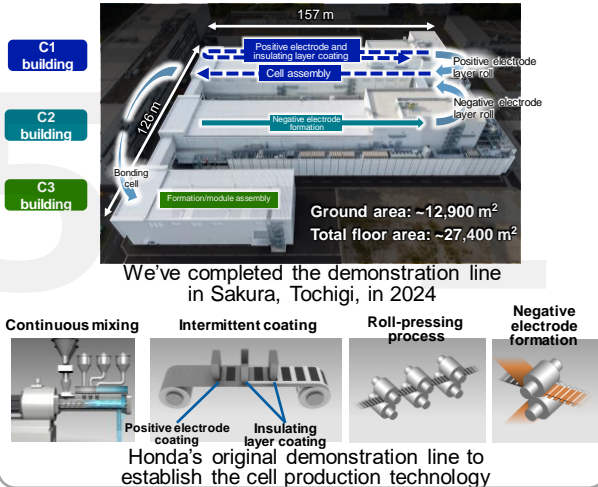 157 m
C1
building
Positive electrode and
insulating layer coating
Positive electrode
layer roll
Cell assembly
126 m
Negative electrode
layer roll
C2
building
Negative electrode
formation
Bonding
cell
C3
building
Formation/module assembly
Ground area: ~12,900 m²
Total floor area: ~27,400 m²
We've completed the demonstration line
in Sakura, Tochigi, in 2024
Continuous mixing
Intermittent coating
Roll-pressing
process
Negative
electrode
formation
Positive electrode
coating
Insulating
layer coating
Honda's original demonstration line to
establish the cell production technology